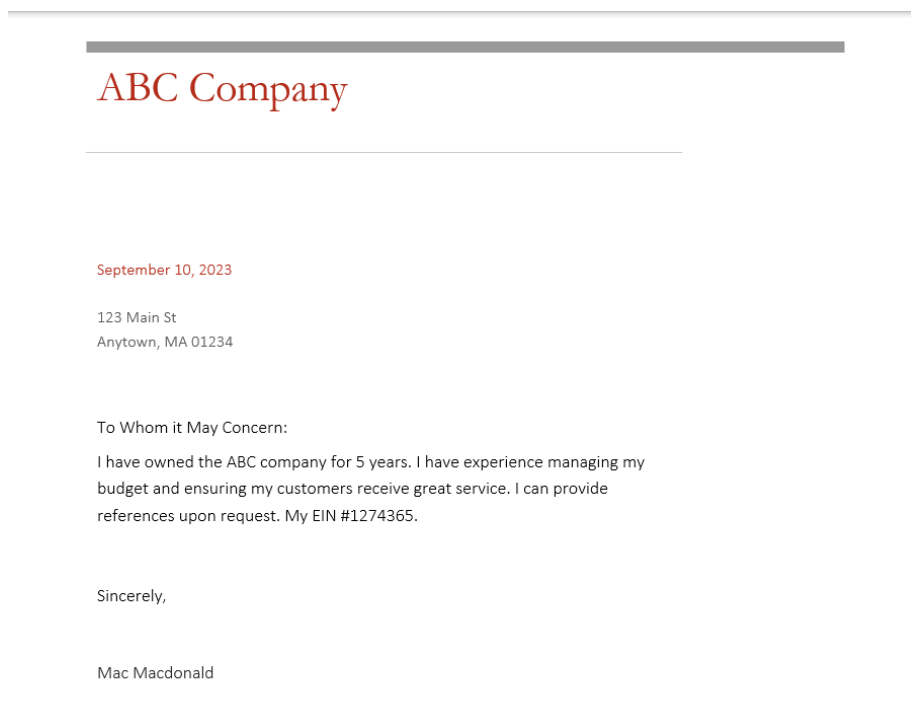 ABC Company
September 10, 2023
123 Main St
Anytown, MA 01234
To Whom it May Concern:
I have owned the ABC company for 5 years. I have experience managing my
budget and ensuring my customers receive great service. I can provide
references upon request. My EIN #1274365.
Sincerely,
Mac Macdonald